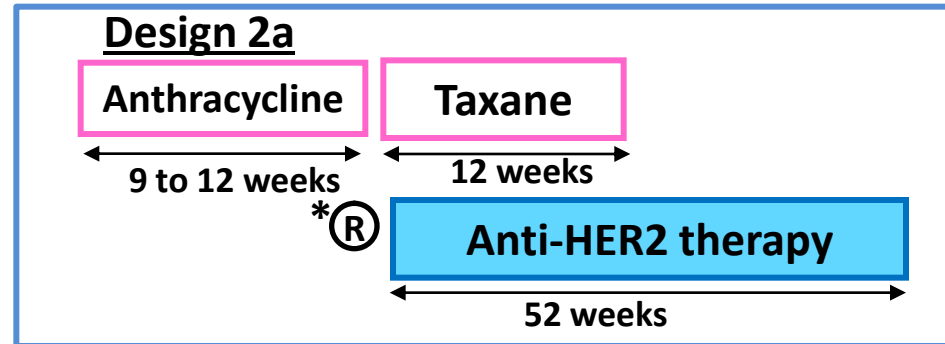 Design 2a
Anthracycline
Taxane
9 to 12 weeks
12 weeks
*Ⓡ
Anti-HER2 therapy
52 weeks